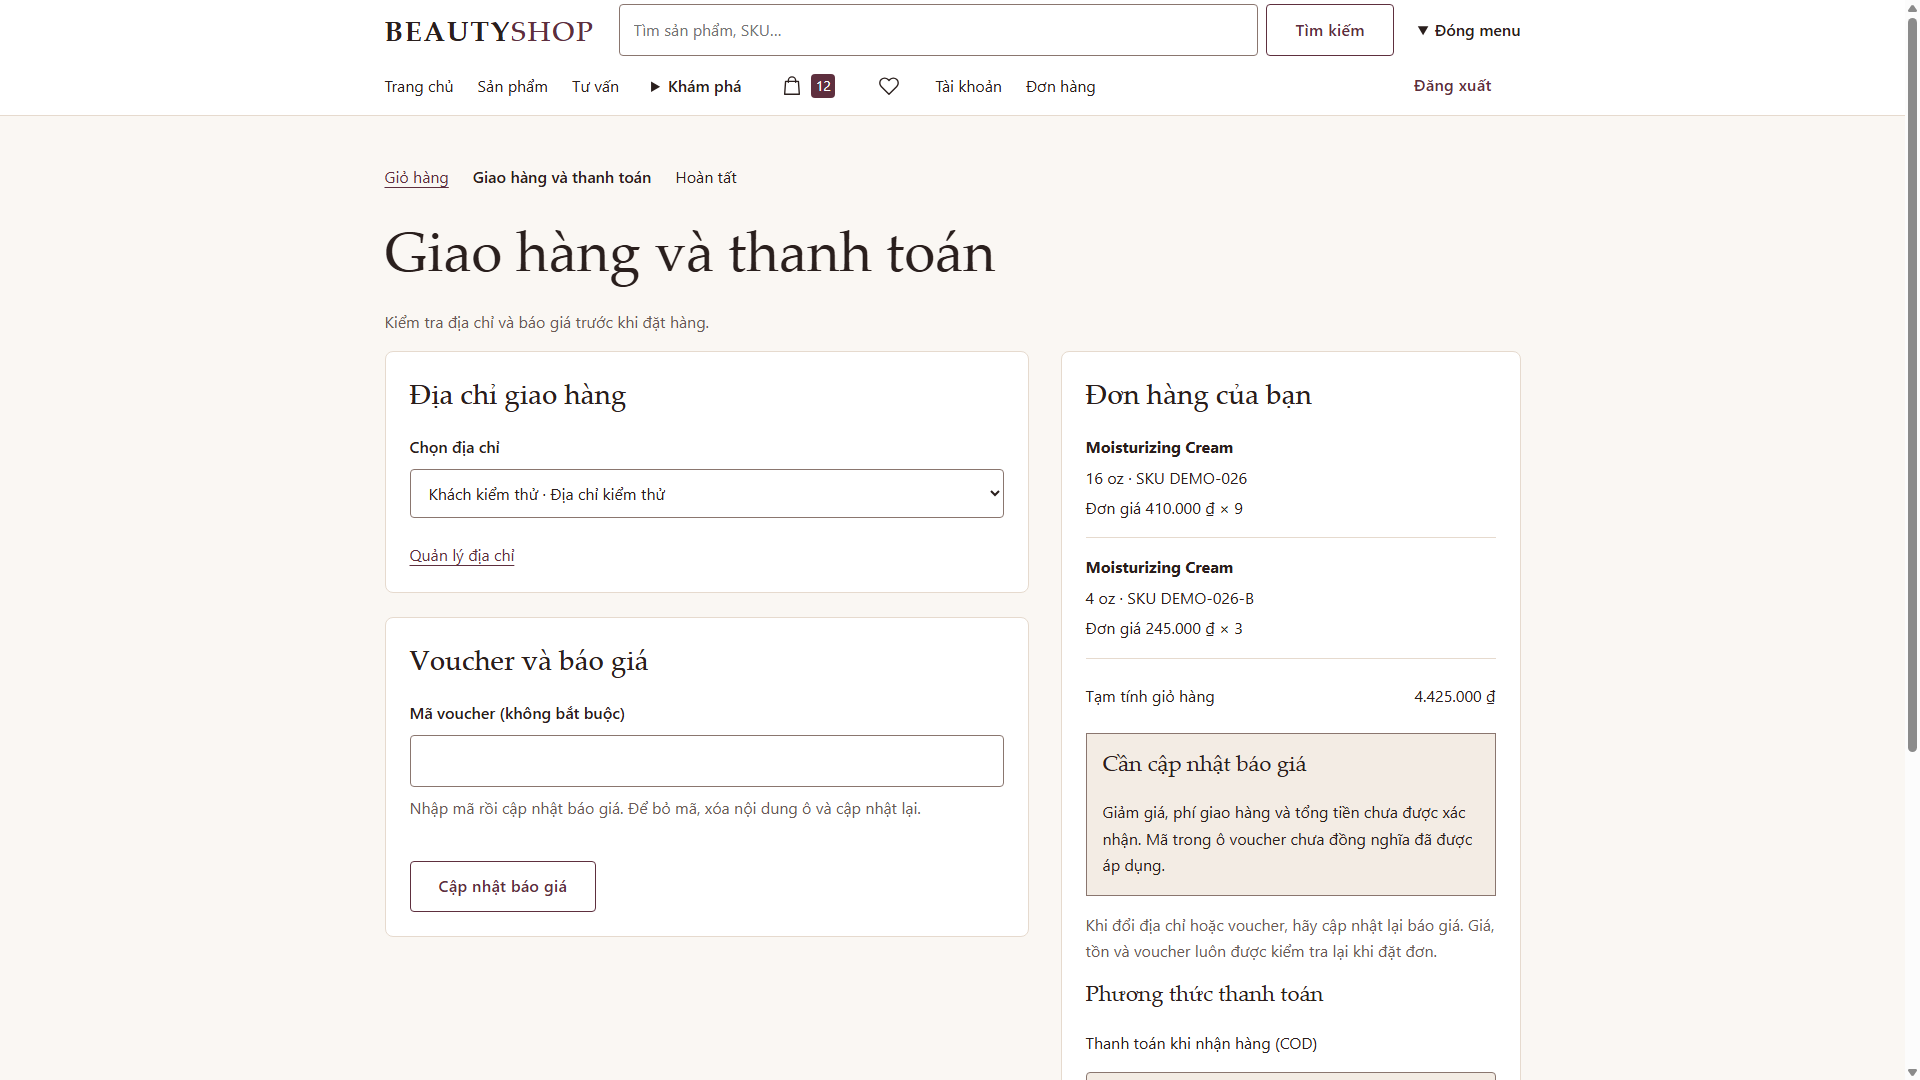 BEAUTYSHOP
Tìm sản phẩm, SKU...
Tìm kiếm
▼ Đóng menu
Trang chủ
Sản phẩm
Tư vấn
▶ Khám phá
12
Tài khoản
Đơn hàng
Đăng xuất
Giỏ hàng
Giao hàng và thanh toán
Hoàn tất
Giao hàng và thanh toán
Kiểm tra địa chỉ và báo giá trước khi đặt hàng.
Địa chỉ giao hàng
Chọn địa chỉ
Khách kiểm thử · Địa chỉ kiểm thử
Quản lý địa chỉ
Voucher và báo giá
Mã voucher (không bắt buộc)
Nhập mã rồi cập nhật báo giá. Để bỏ mã, xóa nội dung ô và cập nhật lại.
Cập nhật báo giá
Đơn hàng của bạn
Moisturizing Cream
16 oz · SKU DEMO-026
Đơn giá 410.000 ₫ × 9
Moisturizing Cream
4 oz · SKU DEMO-026-B
Đơn giá 245.000 ₫ × 3
Tạm tính giỏ hàng 4.425.000 ₫
Cần cập nhật báo giá
Giảm giá, phí giao hàng và tổng tiền chưa được xác
nhận. Mã trong ô voucher chưa đồng nghĩa đã được
áp dụng.
Khi đổi địa chỉ hoặc voucher, hãy cập nhật lại báo giá. Giá,
tồn và voucher luôn được kiểm tra lại khi đặt đơn.
Phương thức thanh toán
Thanh toán khi nhận hàng (COD)